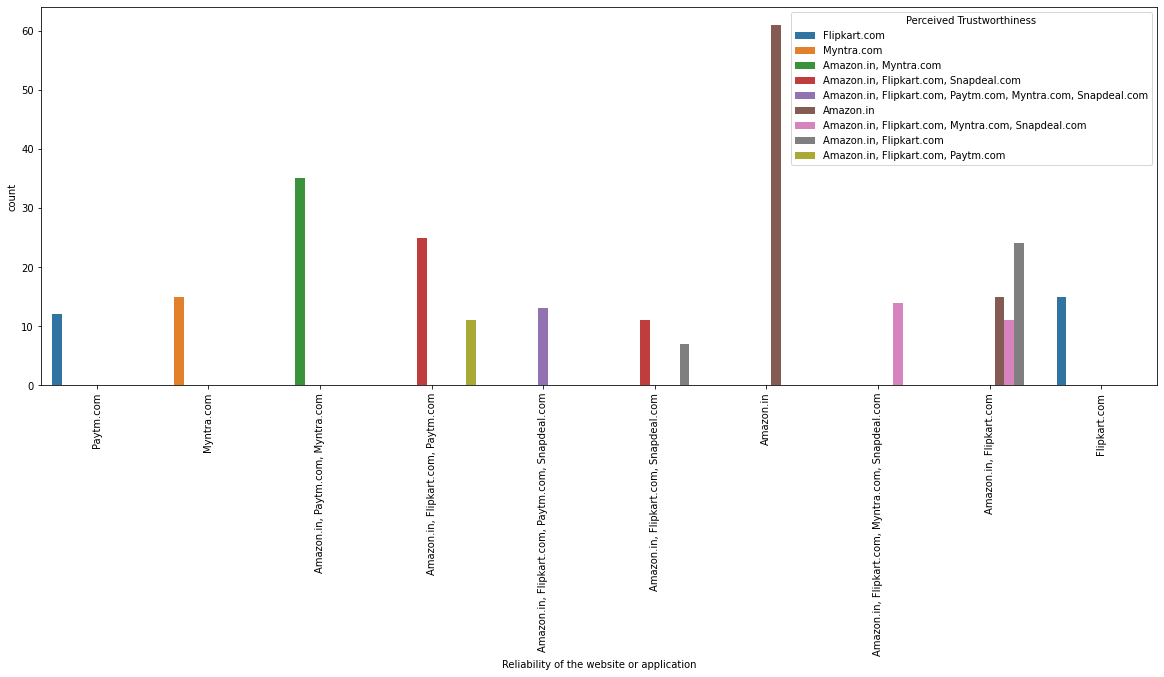 Perceived Trustworthiness
Flipkart.com
Myntra.com
Amazon.in, Myntra.com
Amazon.in, Flipkart.com, Snapdeal.com
Amazon.in, Flipkart.com, Paytm.com, Myntra.com, Snapdeal.com
Amazon.in
Amazon.in, Flipkart.com, Myntra.com, Snapdeal.com
Amazon.in, Flipkart.com
Amazon.in, Flipkart.com, Paytm.com
count
60
50
40
30
20
10
0
Paytm.com
Myntra.com
Amazon.in, Paytm.com, Myntra.com
Amazon.in, Flipkart.com, Paytm.com
Amazon.in, Flipkart.com, Paytm.com, Snapdeal.com
Amazon.in, Flipkart.com, Snapdeal.com
Amazon.in
Amazon.in, Flipkart.com, Myntra.com, Snapdeal.com
Amazon.in, Flipkart.com
Flipkart.com
Reliability of the website or application